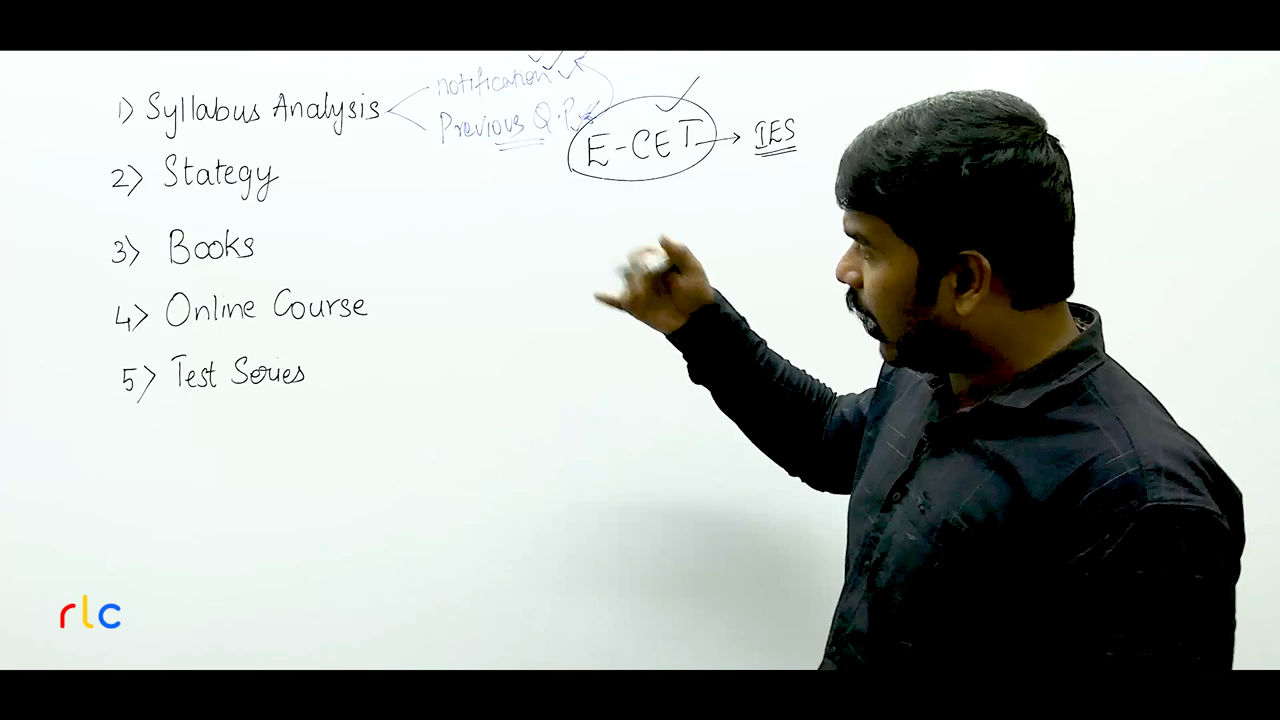 notification
1) Syllabus Analysis
Previous Q.P
E-CET → IES
2) Stategy
3) Books
4) Online Course
5) Test Series
rlc